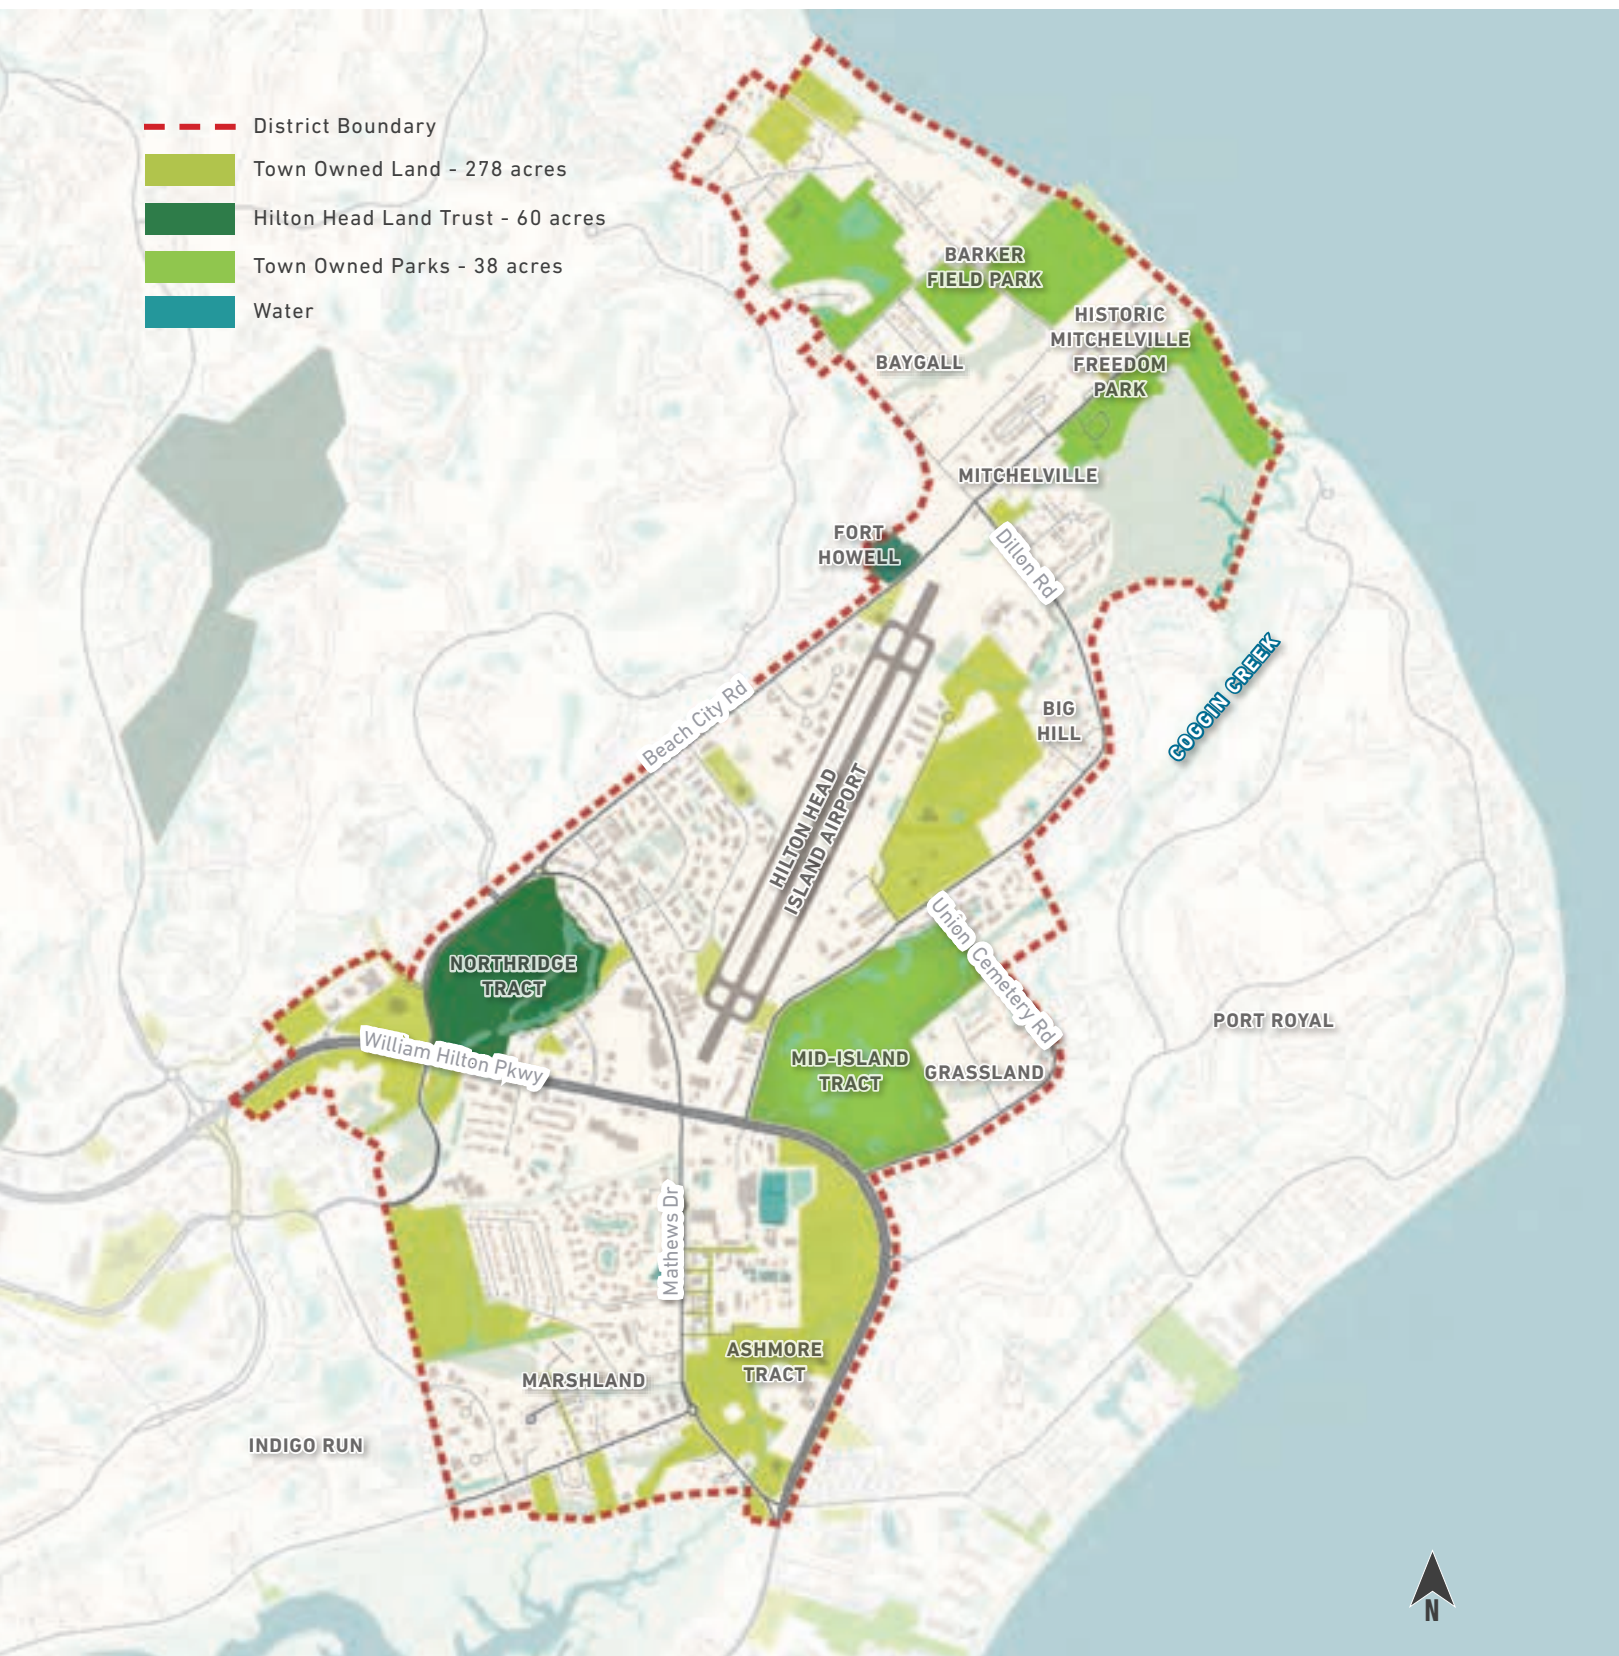 District Boundary
Town Owned Land - 278 acres
Hilton Head Land Trust - 60 acres
Town Owned Parks - 38 acres
Water
BARKER
FIELD PARK
HISTORIC
MITCHELVILLE
FREEDOM
PARK
BAYGALL
MITCHELVILLE
FORT
HOWELL
Dillon Rd
COGGIN CREEK
Beach City Rd
BIG
HILL
HILTON HEAD
ISLAND AIRPORT
Union Cemetery Rd
NORTHRIDGE
TRACT
PORT ROYAL
William Hilton Pkwy
MID-ISLAND
TRACT
GRASSLAND
Mathews Dr
ASHMORE
TRACT
MARSHLAND
INDIGO RUN
N